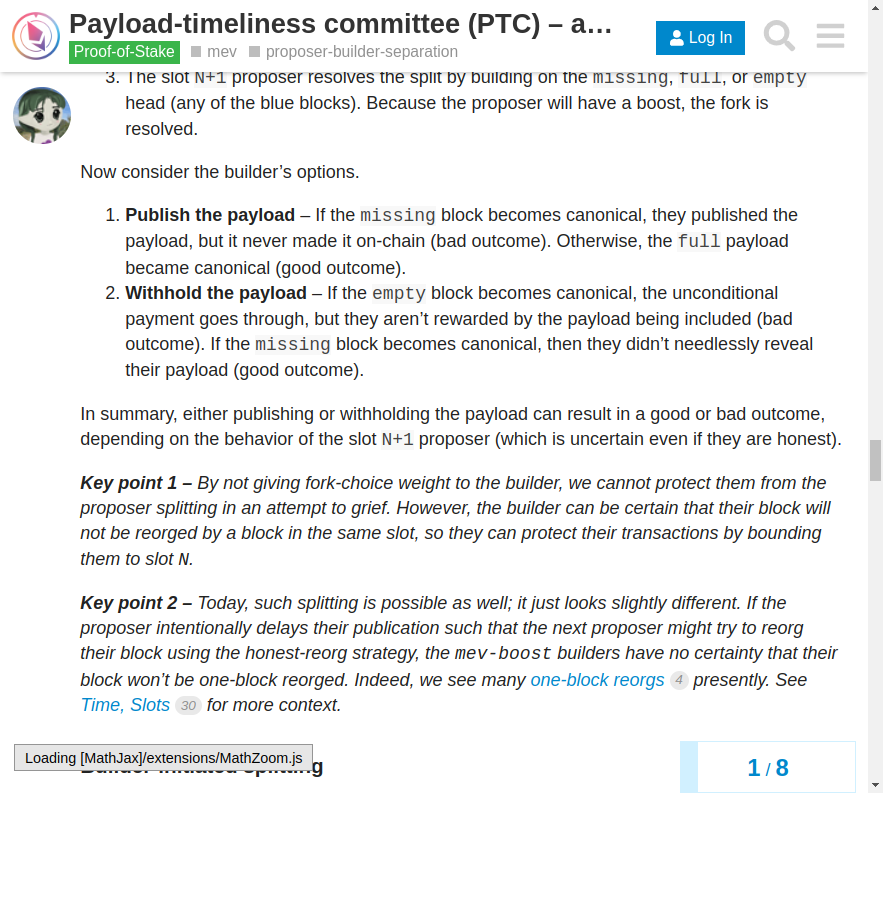 Payload-timeliness committee (PTC) – a…
Log In
Proof-of-Stake mev proposer-builder-separation
3. The slot N+1 proposer resolves the split by building on the missing, full, or empty
head (any of the blue blocks). Because the proposer will have a boost, the fork is
resolved.
Now consider the builder’s options.
1. Publish the payload – If the missing block becomes canonical, they published the
payload, but it never made it on-chain (bad outcome). Otherwise, the full payload
became canonical (good outcome).
2. Withhold the payload – If the empty block becomes canonical, the unconditional
payment goes through, but they aren’t rewarded by the payload being included (bad
outcome). If the missing block becomes canonical, then they didn’t needlessly reveal
their payload (good outcome).
In summary, either publishing or withholding the payload can result in a good or bad outcome,
depending on the behavior of the slot N+1 proposer (which is uncertain even if they are honest).
Key point 1 – By not giving fork-choice weight to the builder, we cannot protect them from the
proposer splitting in an attempt to grief. However, the builder can be certain that their block will
not be reorged by a block in the same slot, so they can protect their transactions by bounding
them to slot N.
Key point 2 – Today, such splitting is possible as well; it just looks slightly different. If the
proposer intentionally delays their publication such that the next proposer might try to reorg
their block using the honest-reorg strategy, the mev-boost builders have no certainty that their
block won’t be one-block reorged. Indeed, we see many one-block reorgs 4 presently. See
Time, Slots 30 for more context.
Loading [MathJax]/extensions/MathZoom.js
Builder-initiated splitting
1 / 8